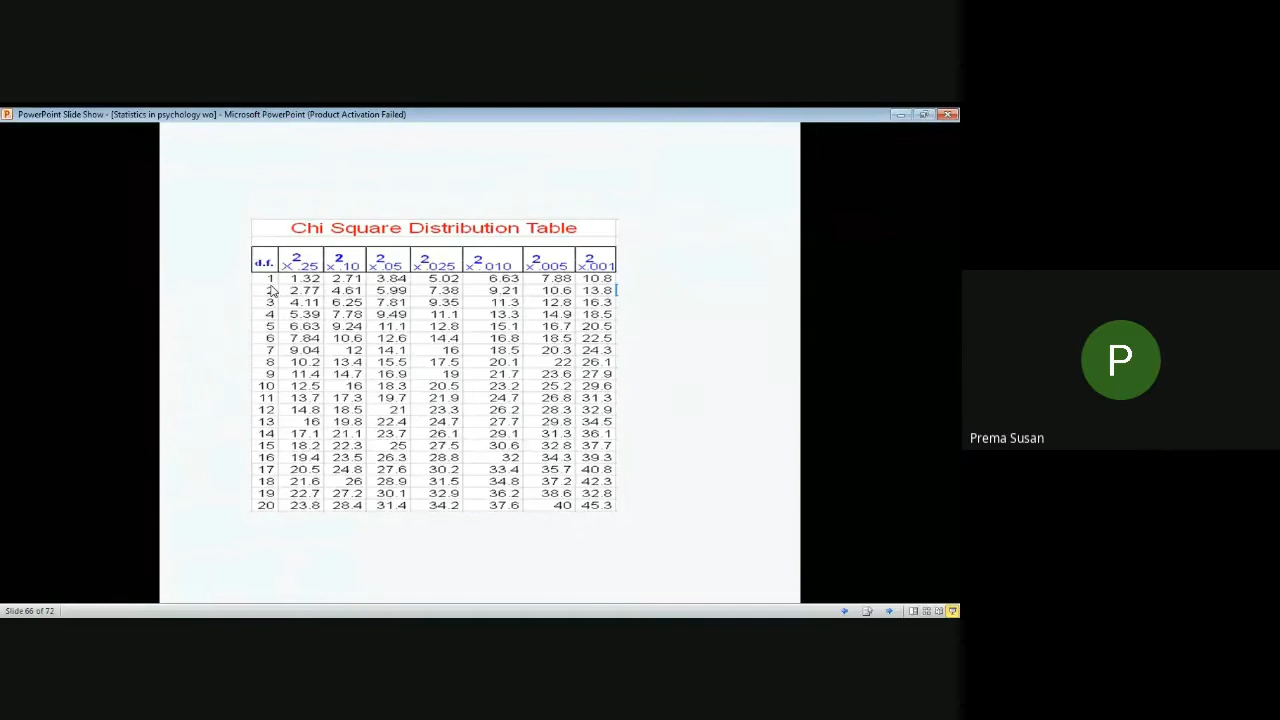 PowerPoint Slide Show - [Statistics in psychology wo] - Microsoft PowerPoint (Product Activation Failed)
Chi Square Distribution Table
d.f. x².25 x².10 x².05 x².025 x².010 x².005 x².001
1 1.32 2.71 3.84 5.02 6.63 7.88 10.8
2 2.77 4.61 5.99 7.38 9.21 10.6 13.8
3 4.11 6.25 7.81 9.35 11.3 12.8 16.3
4 5.39 7.78 9.49 11.1 13.3 14.9 18.5
5 6.63 9.24 11.1 12.8 15.1 16.7 20.5
6 7.84 10.6 12.6 14.4 16.8 18.5 22.5
7 9.04 12 14.1 16 18.5 20.3 24.3
8 10.2 13.4 15.5 17.5 20.1 22 26.1
9 11.4 14.7 16.9 19 21.7 23.6 27.9
10 12.5 16 18.3 20.5 23.2 25.2 29.6
11 13.7 17.3 19.7 21.9 24.7 26.8 31.3
12 14.8 18.5 21 23.3 26.2 28.3 32.9
13 16 19.8 22.4 24.7 27.7 29.8 34.5
14 17.1 21.1 23.7 26.1 29.1 31.3 36.1
15 18.2 22.3 25 27.5 30.6 32.8 37.7
16 19.4 23.5 26.3 28.8 32 34.3 39.3
17 20.5 24.8 27.6 30.2 33.4 35.7 40.8
18 21.6 26 28.9 31.5 34.8 37.2 42.3
19 22.7 27.2 30.1 32.9 36.2 38.6 32.8
20 23.8 28.4 31.4 34.2 37.6 40 45.3
Slide 66 of 72
P
Prema Susan